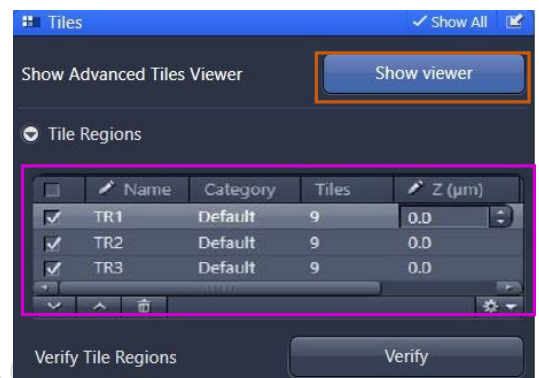 Tiles Show All
Show Advanced Tiles Viewer Show viewer
Tile Regions
Name Category Tiles Z (µm)
TR1 Default 9 0.0
TR2 Default 9 0.0
TR3 Default 9 0.0
Verify Tile Regions Verify